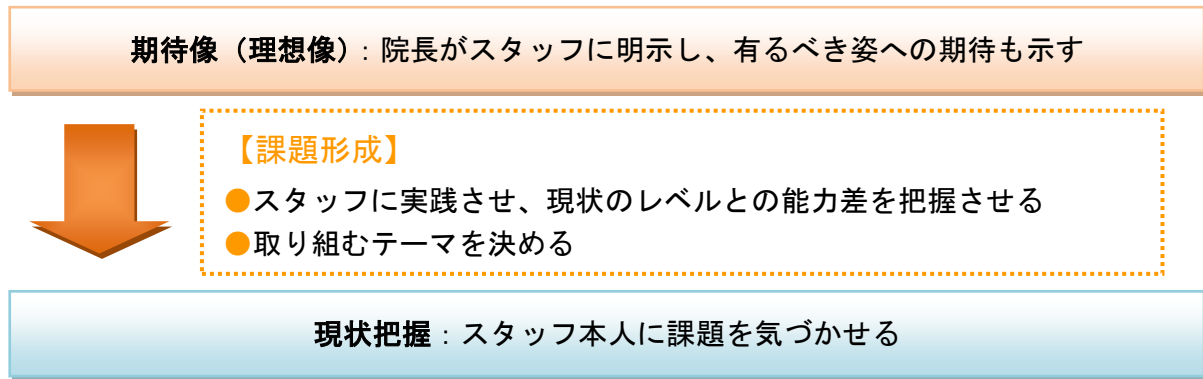 期待像（理想像）：院長がスタッフに明示し、有るべき姿への期待も示す
【課題形成】
●スタッフに実践させ、現状のレベルとの能力差を把握させる
●取り組むテーマを決める
現状把握：スタッフ本人に課題を気づかせる